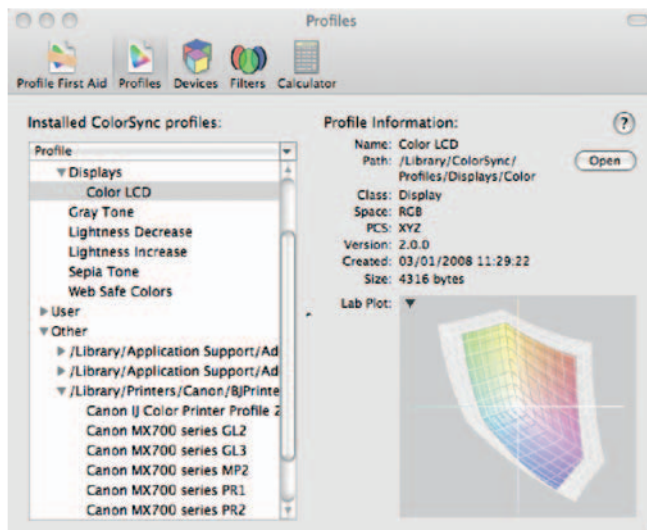 Profiles
Profile First Aid Profiles Devices Filters Calculator
Installed ColorSync profiles:
Profile
Displays
Color LCD
Gray Tone
Lightness Decrease
Lightness Increase
Sepia Tone
Web Safe Colors
User
Other
/Library/Application Support/Ad
/Library/Application Support/Ad
/Library/Printers/Canon/BJPrinte
Canon IJ Color Printer Profile 2
Canon MX700 series GL2
Canon MX700 series GL3
Canon MX700 series MP2
Canon MX700 series PR1
Canon MX700 series PR2
Profile Information:
?
Name: Color LCD
Path: /Library/ColorSync/
Profiles/Displays/Color
Open
Class: Display
Space: RGB
PCS: XYZ
Version: 2.0.0
Created: 03/01/2008 11:29:22
Size: 4316 bytes
Lab Plot: